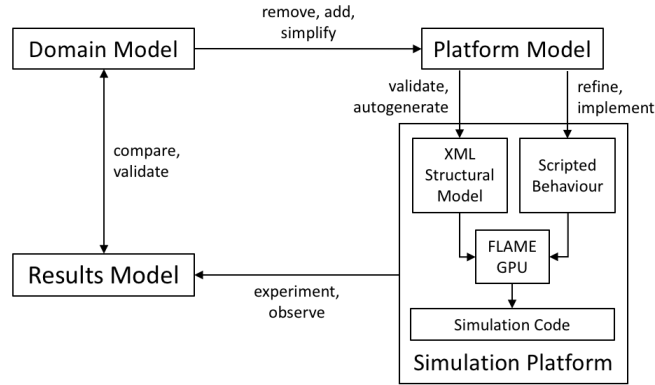 remove, add,
simplify
Domain Model
Platform Model
validate,
autogenerate
refine,
implement
compare,
validate
XML
Structural
Model
Scripted
Behaviour
FLAME
GPU
Results Model
experiment,
observe
Simulation Code
Simulation Platform